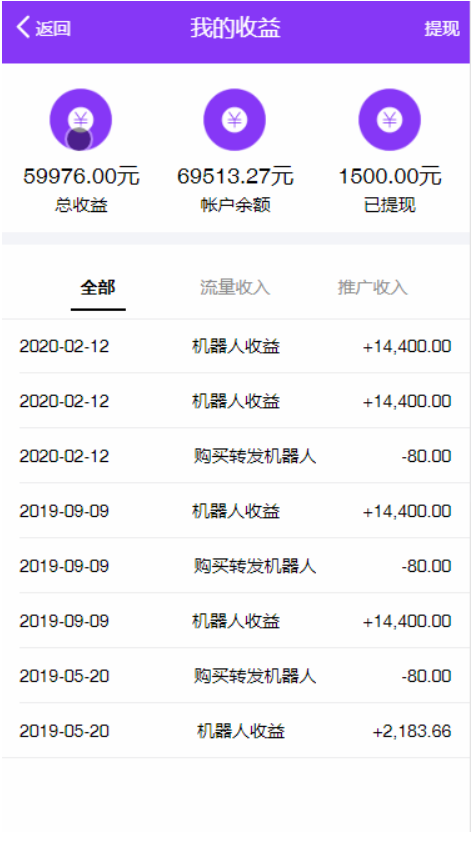 返回 我的收益 提现
¥ ¥ ¥
59976.00元 69513.27元 1500.00元
总收益 帐户余额 已提现
全部 流量收入 推广收入
2020-02-12 机器人收益 +14,400.00
2020-02-12 机器人收益 +14,400.00
2020-02-12 购买转发机器人 -80.00
2019-09-09 机器人收益 +14,400.00
2019-09-09 购买转发机器人 -80.00
2019-09-09 机器人收益 +14,400.00
2019-05-20 购买转发机器人 -80.00
2019-05-20 机器人收益 +2,183.66